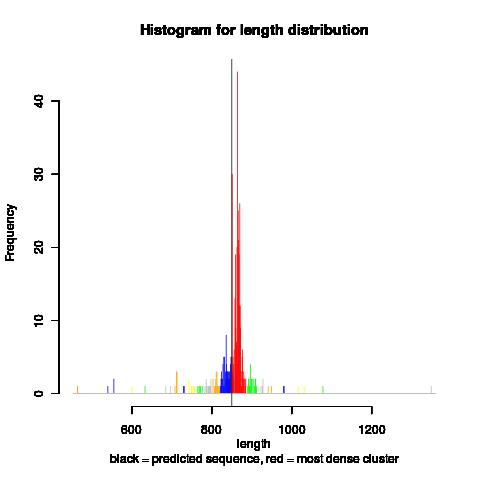 Histogram for length distribution
Frequency
40
30
20
10
0
600 800 1000 1200
length
black = predicted sequence, red = most dense cluster